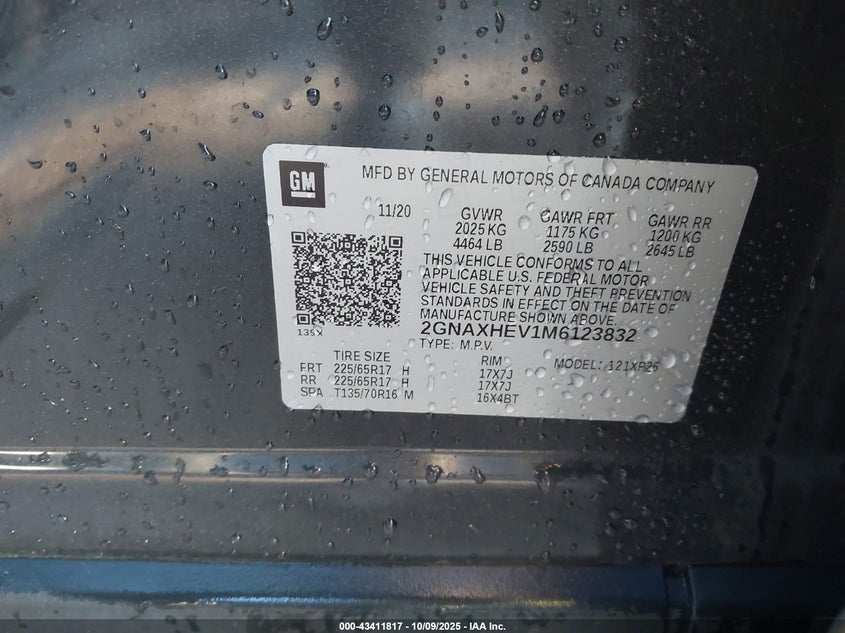 GM
MFD BY GENERAL MOTORS OF CANADA COMPANY
11/20 GVWR GAWR FRT GAWR RR
2025 KG 1175 KG 1200 KG
4464 LB 2590 LB 2645 LB
THIS VEHICLE CONFORMS TO ALL
APPLICABLE U.S. FEDERAL MOTOR
VEHICLE SAFETY AND THEFT PREVENTION
STANDARDS IN EFFECT ON THE DATE OF
MANUFACTURE SHOWN ABOVE.
2GNAXHEV1M6123832
139X
TYPE: M.P.V. MODEL: 121XP26
TIRE SIZE RIM
FRT 225/65R17 H 17X7J
RR 225/65R17 H 17X7J
SPA T135/70R16 M 16X4BT
000-43411817 - 10/09/2025 - IAA Inc.